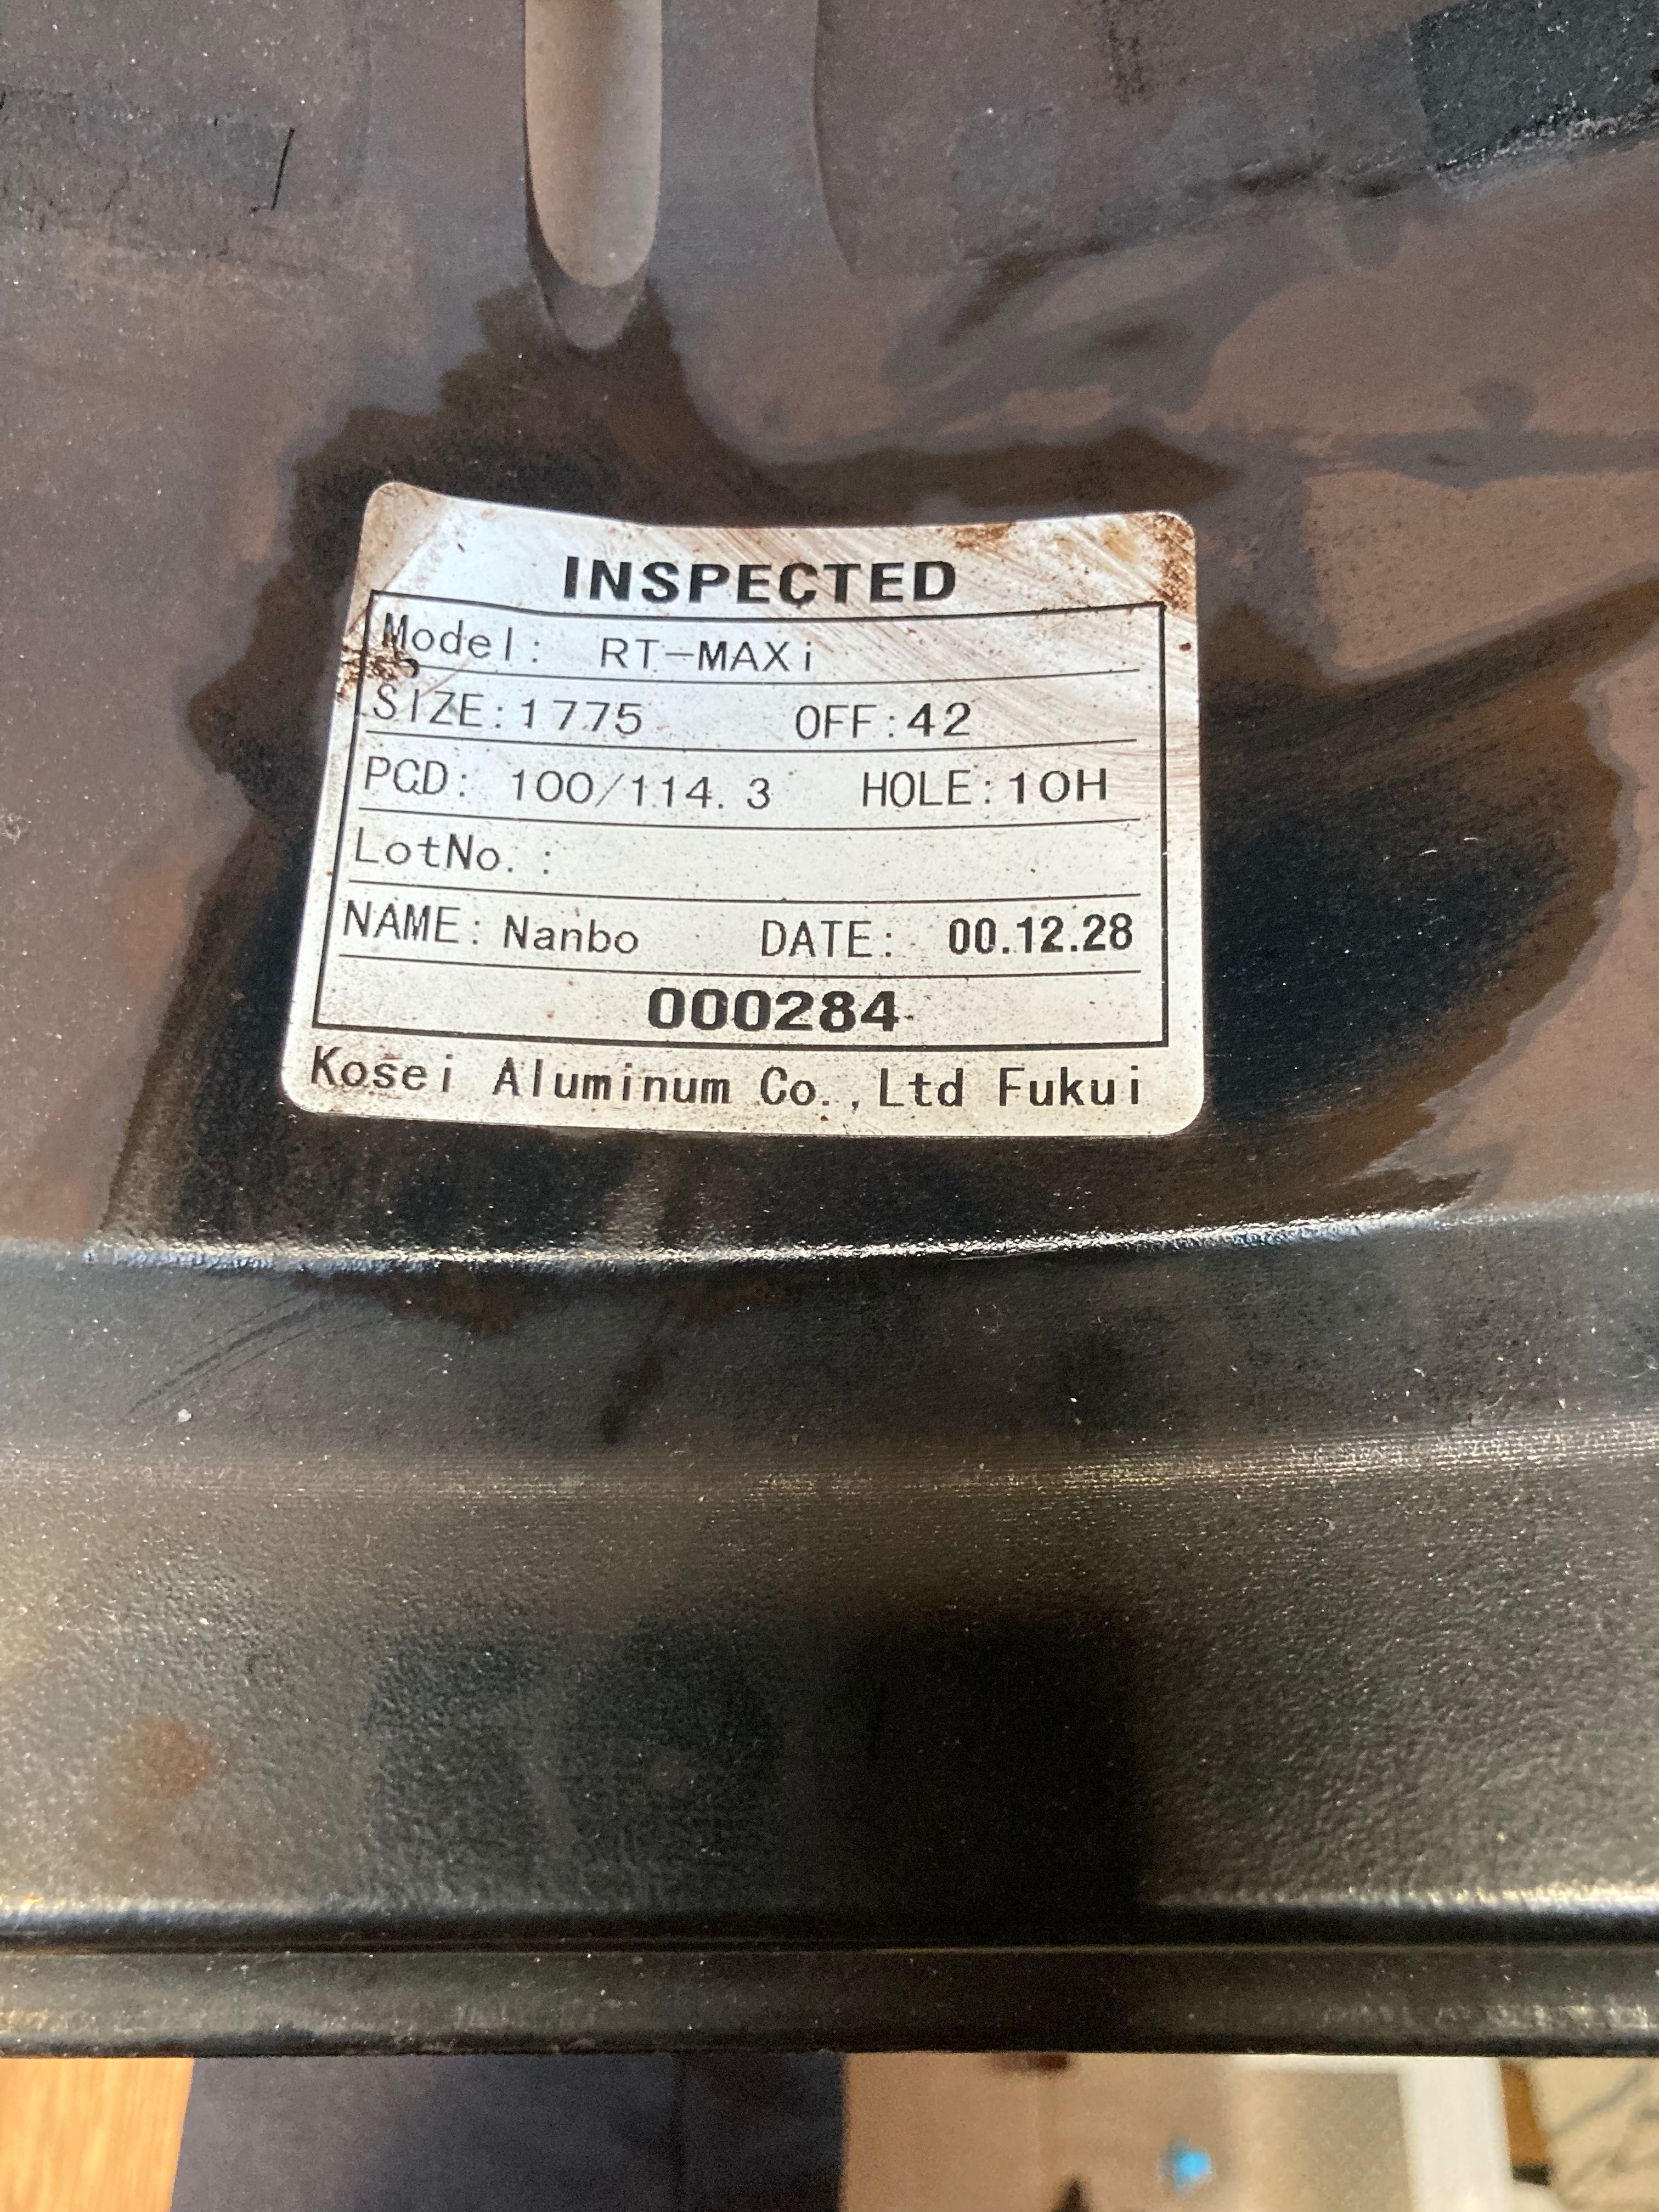 INSPECTED
Model: RT-MAXi
SIZE:1775 OFF:42
PCD: 100/114.3 HOLE:10H
LotNo. :
NAME: Nanbo DATE: 00.12.28
000284
Kosei Aluminum Co.,Ltd Fukui